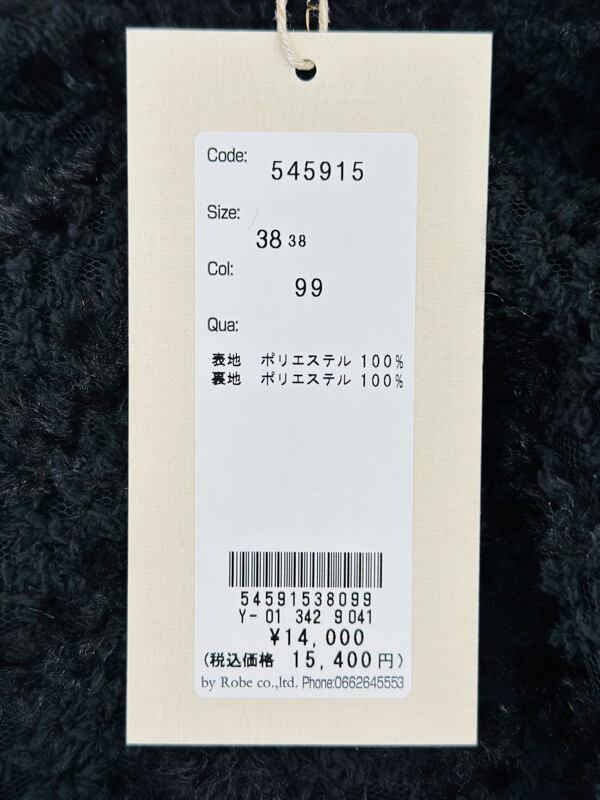 Code:
545915
Size:
38 38
Col:
99
Qua:
表地 ポリエステル 100%
裏地 ポリエステル 100%
54591538099
Y- 01 342 9 041
¥14,000
(税込価格 15,400円)
by Robe co.,ltd. Phone:0662645553